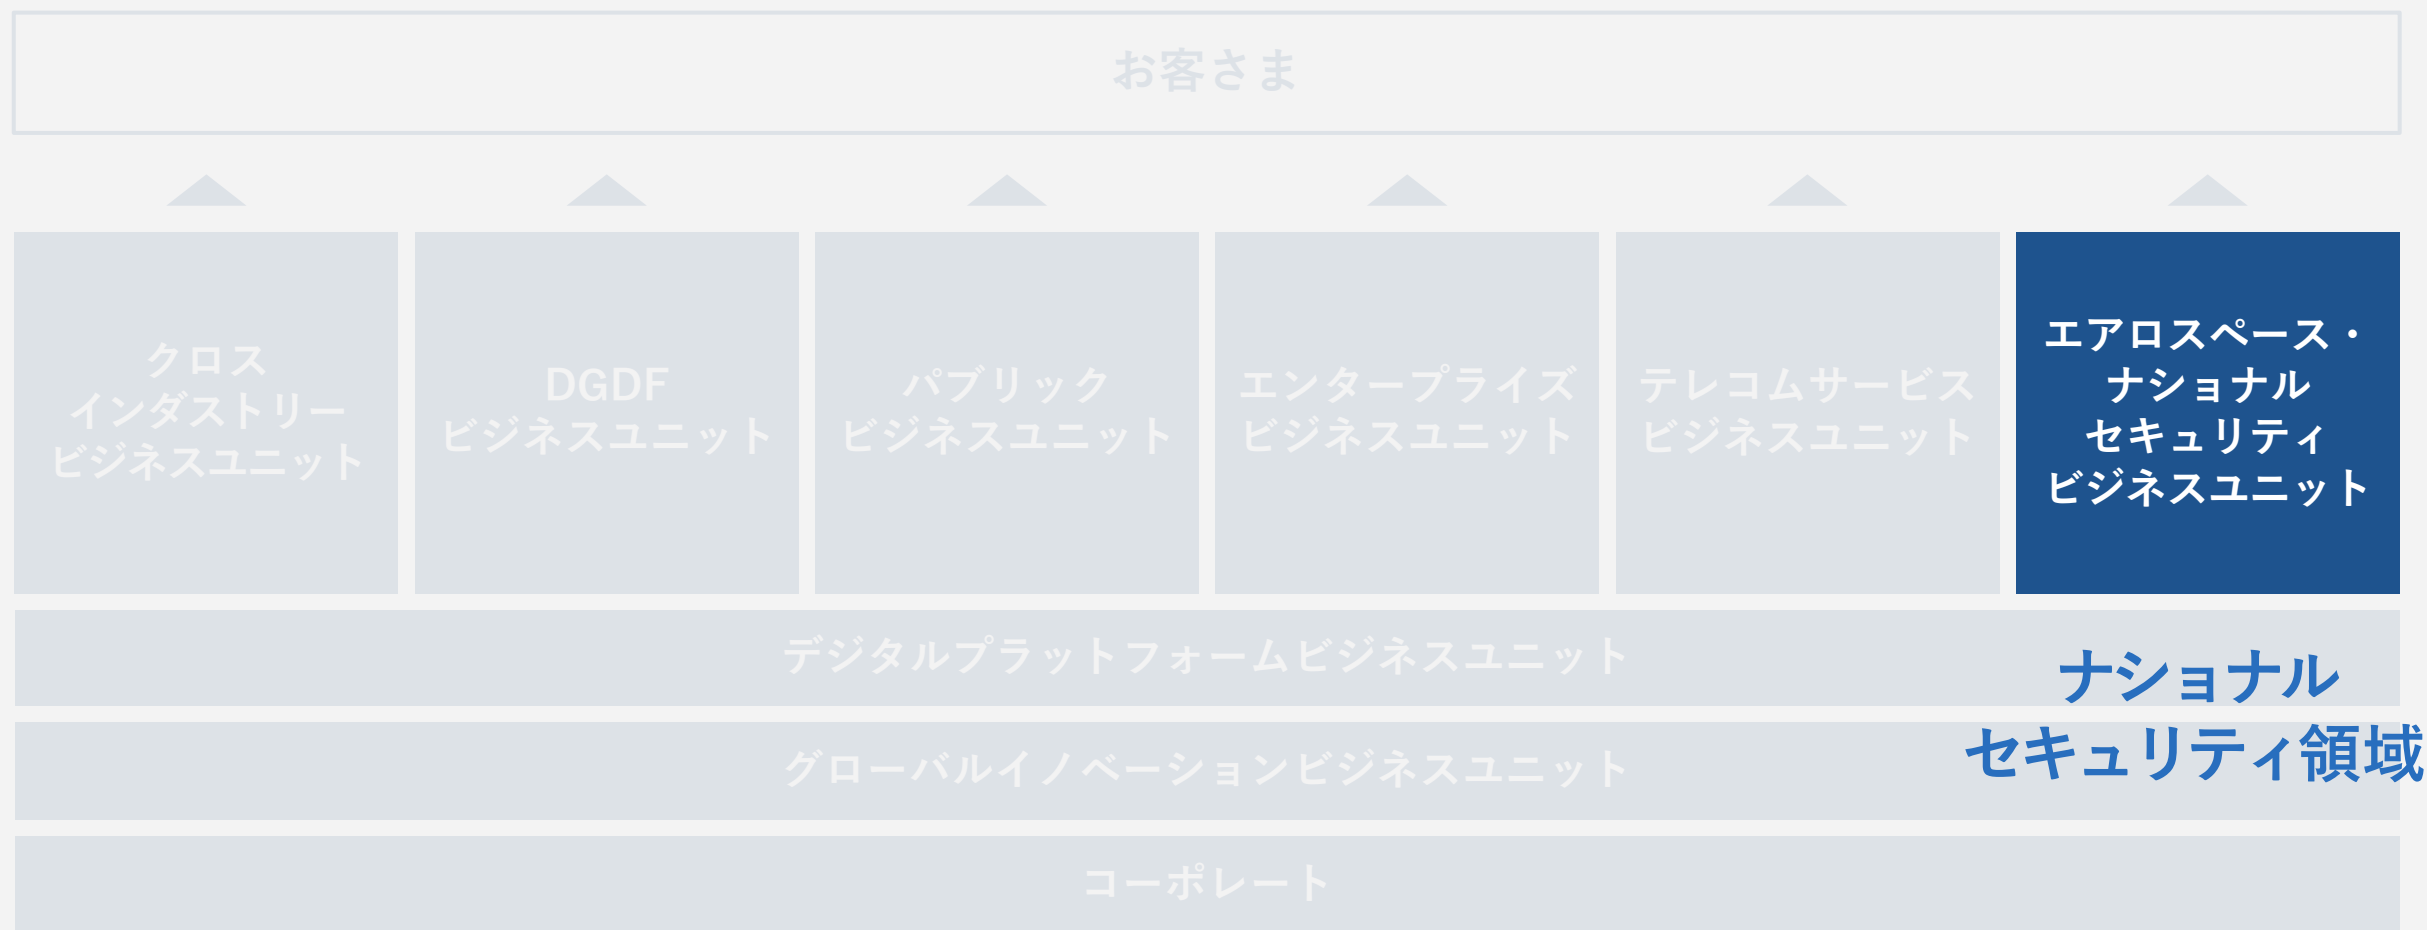 お客さま
クロス
インダストリー
ビジネスユニット
DGDF
ビジネスユニット
パブリック
ビジネスユニット
エンタープライズ
ビジネスユニット
テレコムサービス
ビジネスユニット
エアロスペース・
ナショナル
セキュリティ
ビジネスユニット
デジタルプラットフォームビジネスユニット
ナショナル
セキュリティ領域
グローバルイノベーションビジネスユニット
コーポレート